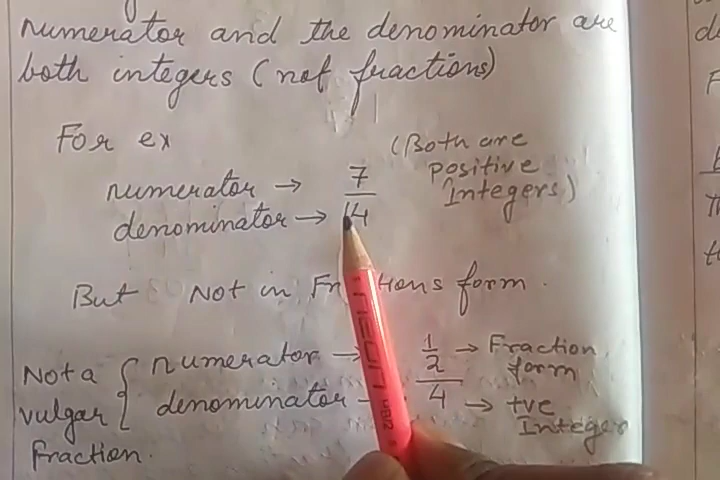 numerator and the denominator are
both integers (not fractions)
For ex
(Both are
positive
Integers)
numerator → 7
denominator → 14
But Not in Fr tions form.
Not a
vulgar
Fraction.
numerator → 1/2 → Fraction
form
denominator → 4 → +ve
Integer